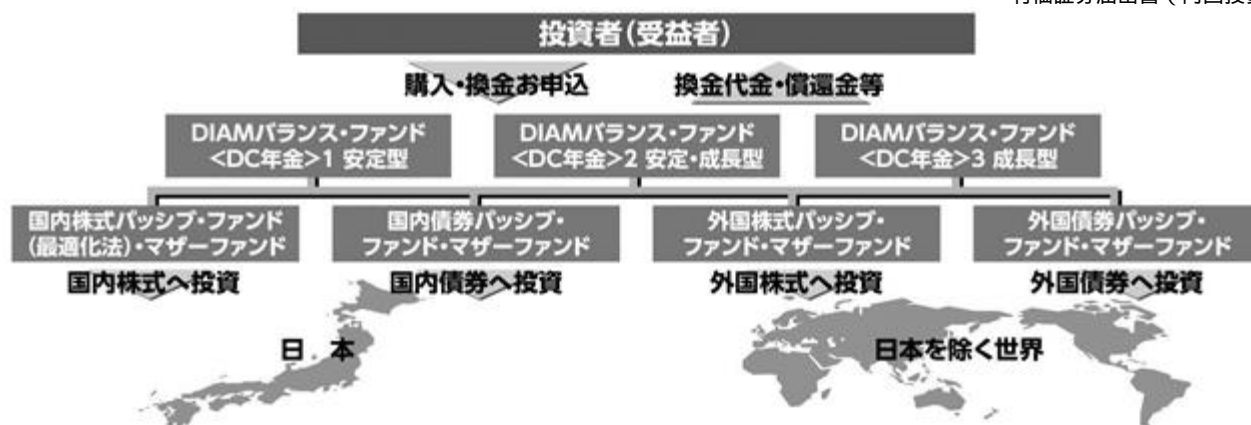 投資者(受益者)
購入・換金お申込
換金代金・償還金等
DIAMバランス・ファンド
<DC年金>1 安定型
DIAMバランス・ファンド
<DC年金>2 安定・成長型
DIAMバランス・ファンド
<DC年金>3 成長型
国内株式パッシブ・ファンド
(最適化法)・マザーファンド
国内債券パッシブ・
ファンド・マザーファンド
外国株式パッシブ・
ファンド・マザーファンド
外国債券パッシブ・
ファンド・マザーファンド
国内株式へ投資
国内債券へ投資
外国株式へ投資
外国債券へ投資
日 本
日本を除く世界